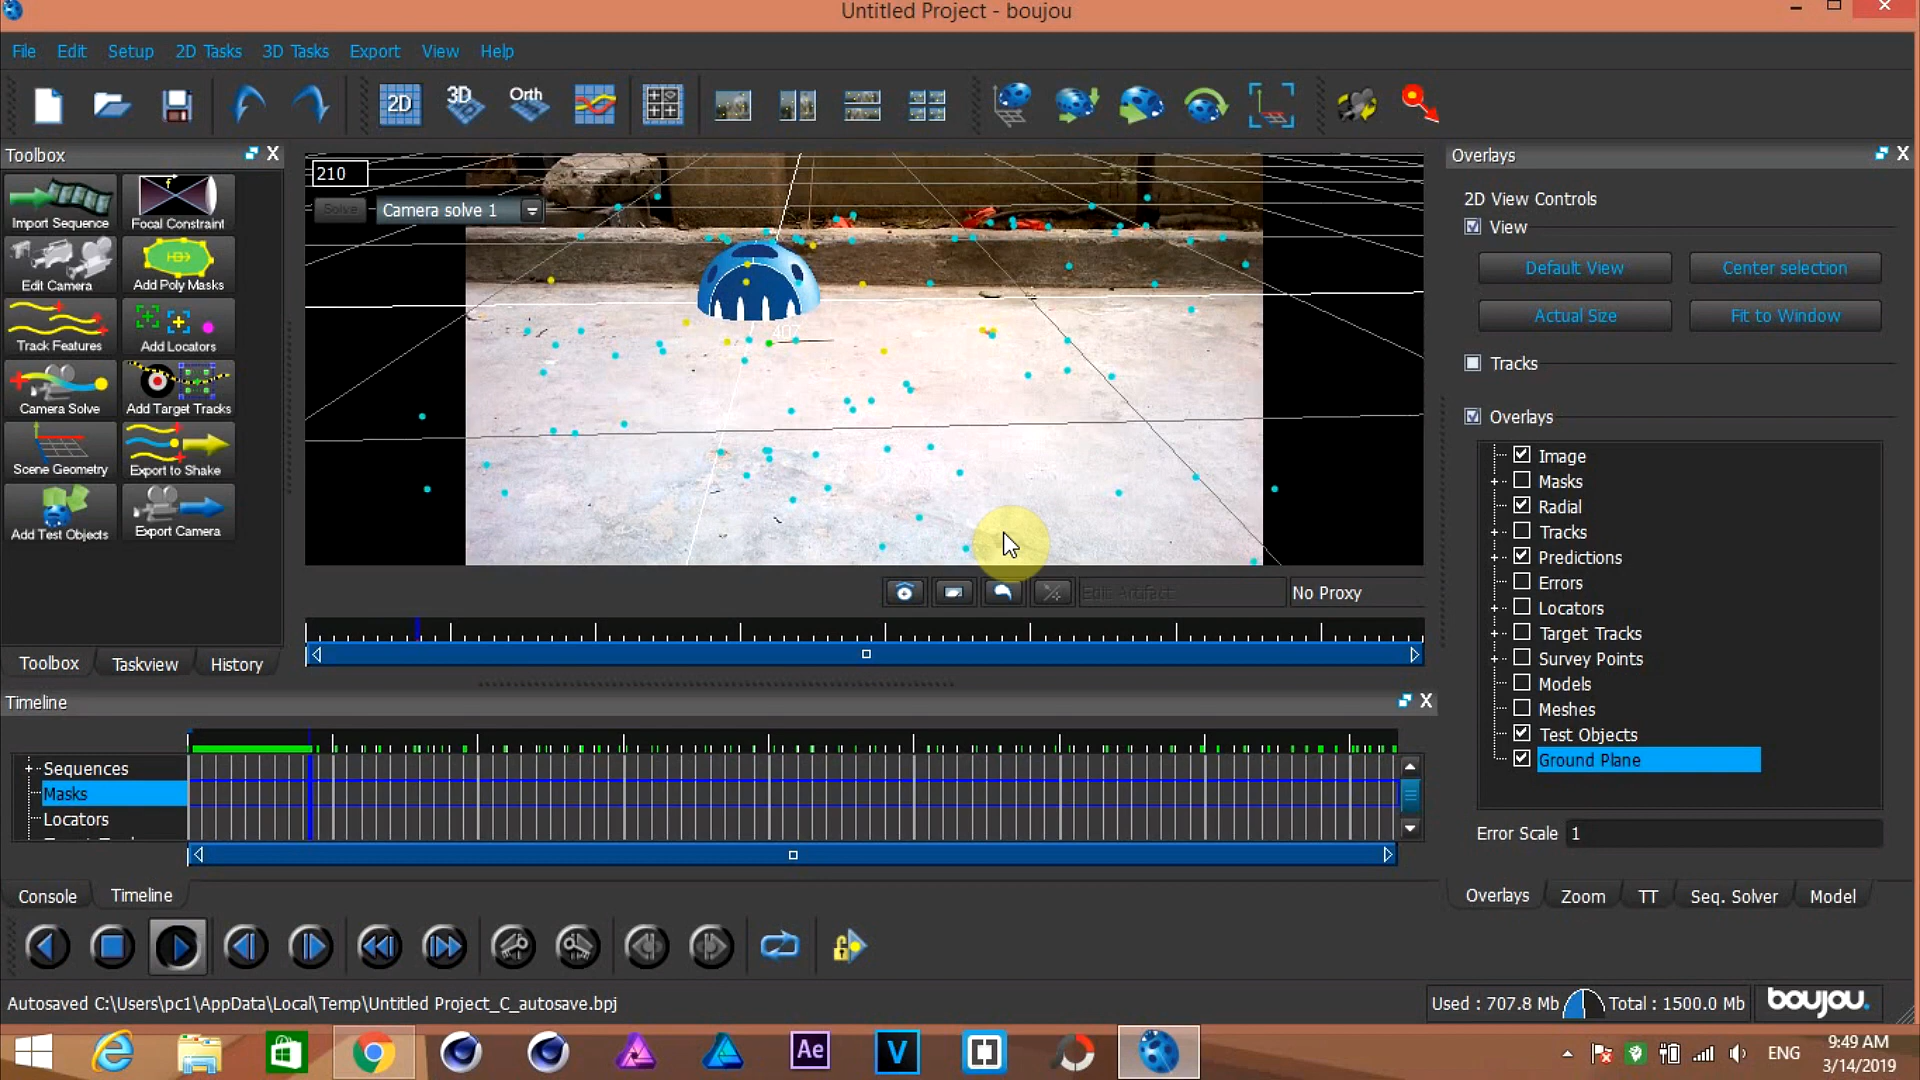 Untitled Project - boujou
File Edit Setup 2D Tasks 3D Tasks Export View Help
2D 3D Orth
Toolbox
Import Sequence
Focal Constraint
Edit Camera
Add Poly Masks
Track Features
Add Locators
Camera Solve
Add Target Tracks
Scene Geometry
Export to Shake
Add Test Objects
Export Camera
Toolbox Taskview History
210
Solve
Camera solve 1
407
Edit Artifact
No Proxy
Overlays
2D View Controls
View
Default View
Center selection
Actual Size
Fit to Window
Tracks
Overlays
Image
Masks
Radial
Tracks
Predictions
Errors
Locators
Target Tracks
Survey Points
Models
Meshes
Test Objects
Ground Plane
Error Scale 1
Overlays Zoom TT Seq. Solver Model
Timeline
Sequences
Masks
Locators
Console Timeline
Autosaved C:\Users\pc1\AppData\Local\Temp\Untitled Project_C_autosave.bpj
Used : 707.8 Mb
Total : 1500.0 Mb
boujou.
Ae
V
ENG
9:49 AM
3/14/2019